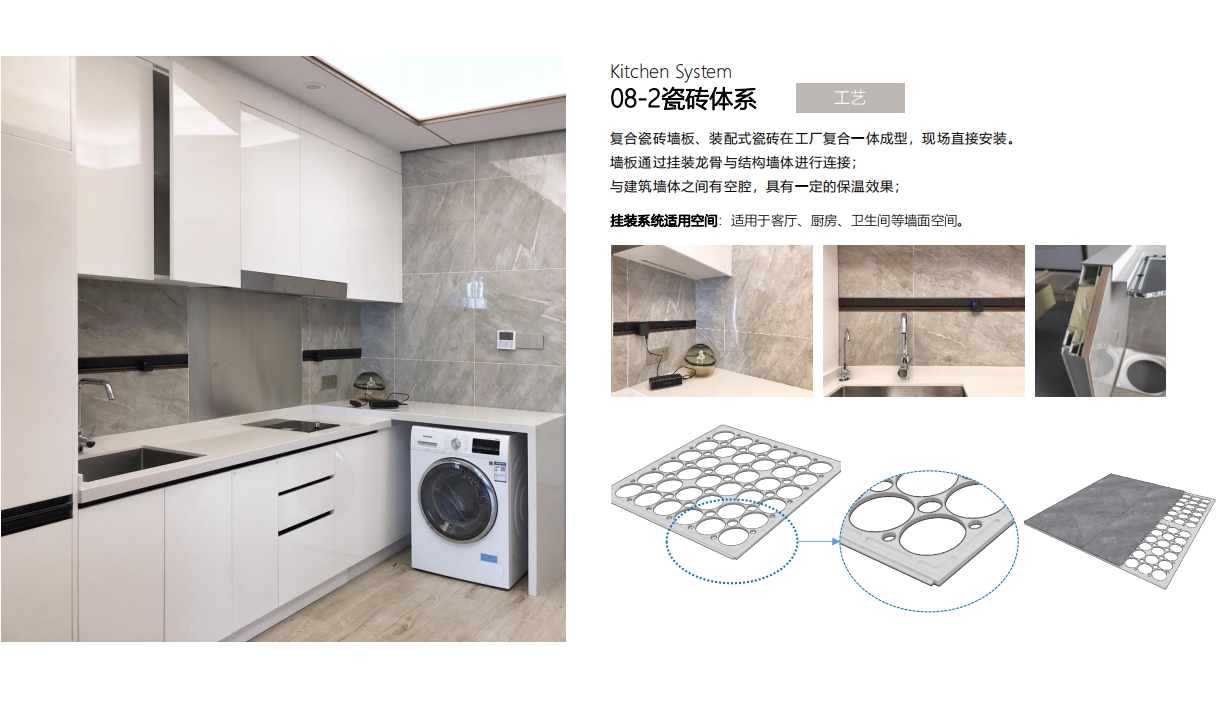 Kitchen System
08-2瓷砖体系
工艺
复合瓷砖墙板、装配式瓷砖在工厂复合一体成型，现场直接安装。
墙板通过挂装龙骨与结构墙体进行连接；
与建筑墙体之间有空腔，具有一定的保温效果；
挂装系统适用空间：适用于客厅、厨房、卫生间等墙面空间。